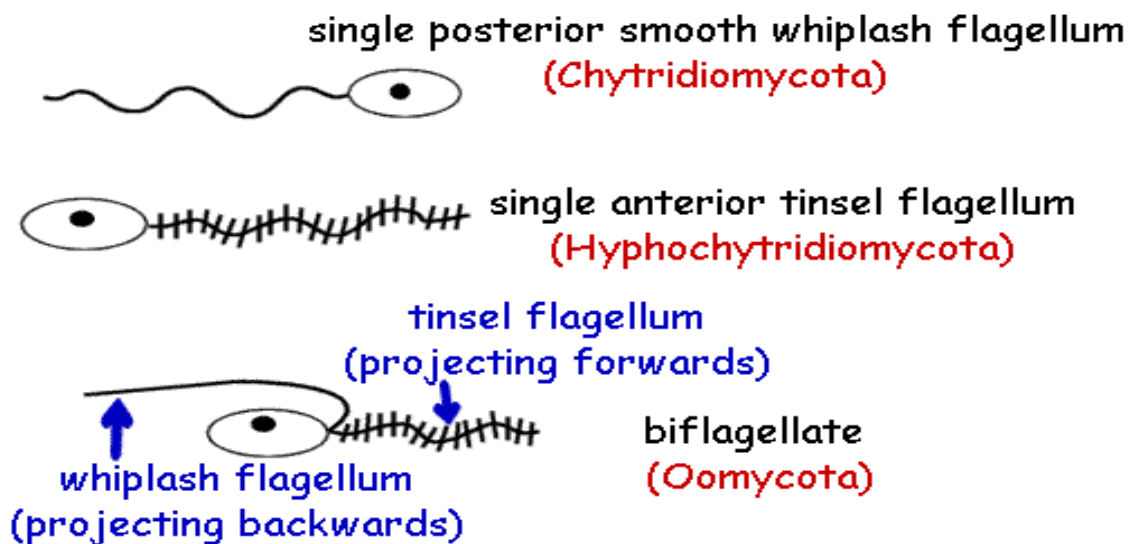 single posterior smooth whiplash flagellum
(Chytridiomycota)
single anterior tinsel flagellum
(Hyphochytridiomycota)
tinsel flagellum
(projecting forwards)
biflagellate
(Oomycota)
whiplash flagellum
(projecting backwards)